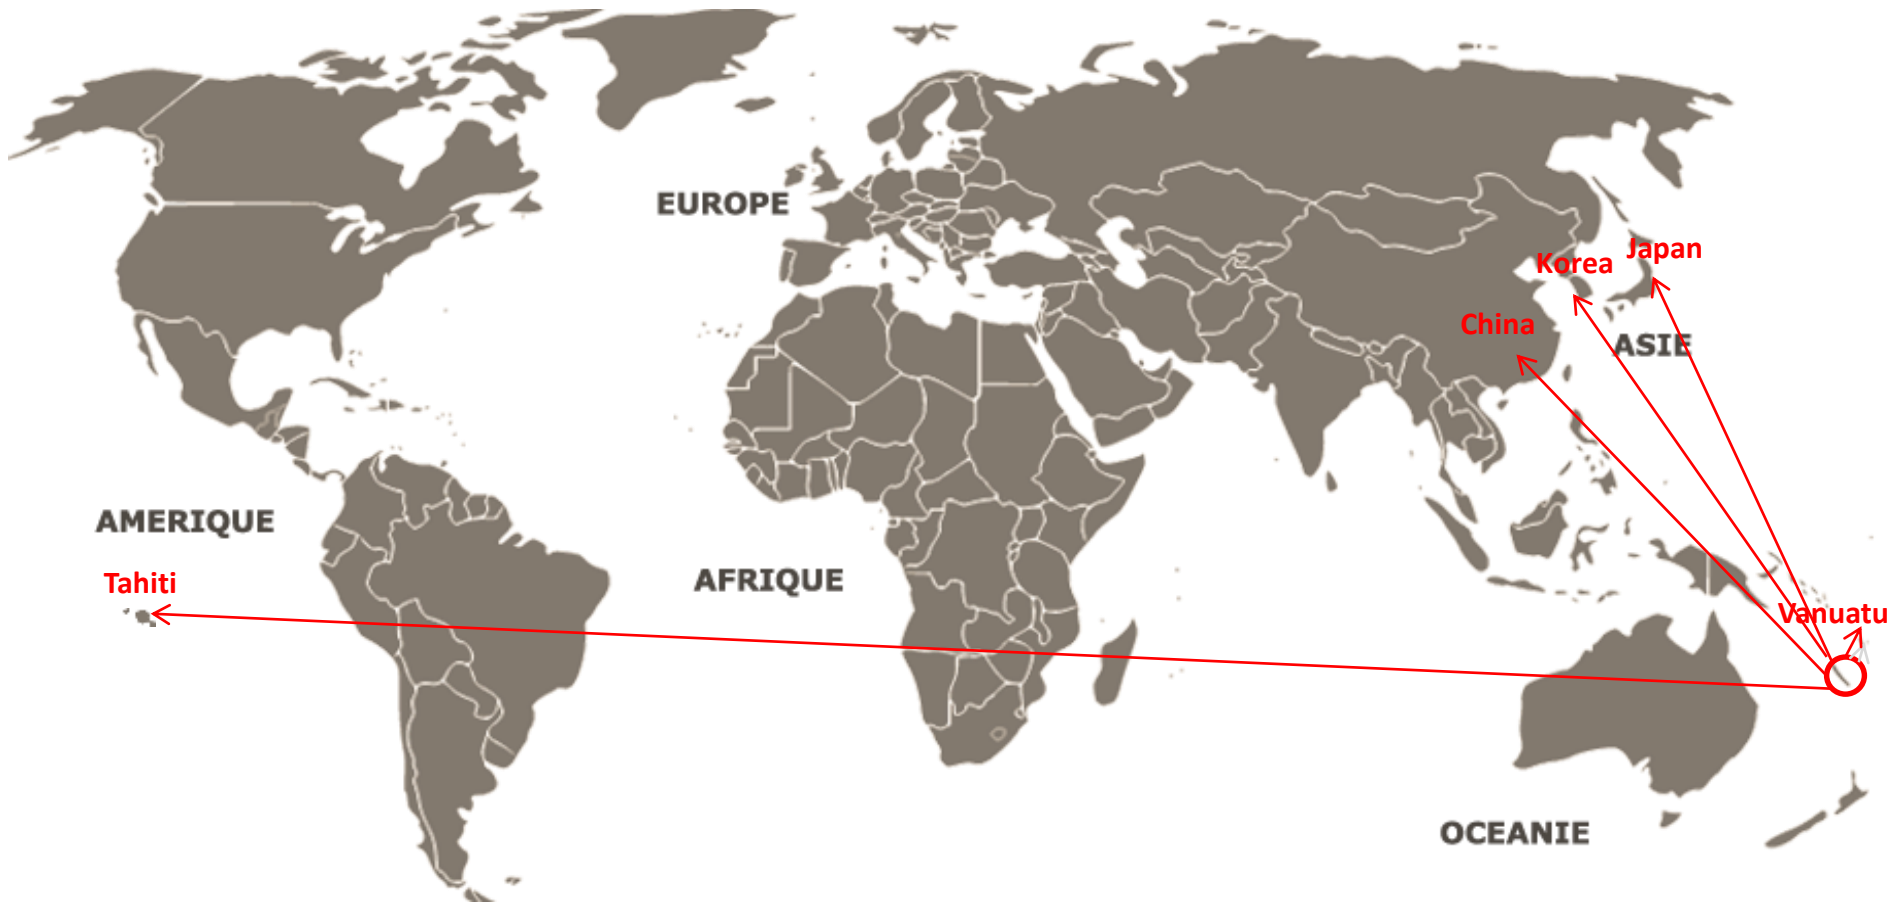 EUROPE
Japan
Korea
China
ASIE
AMERIQUE
AFRIQUE
Tahiti
Vanuatu
OCEANIE